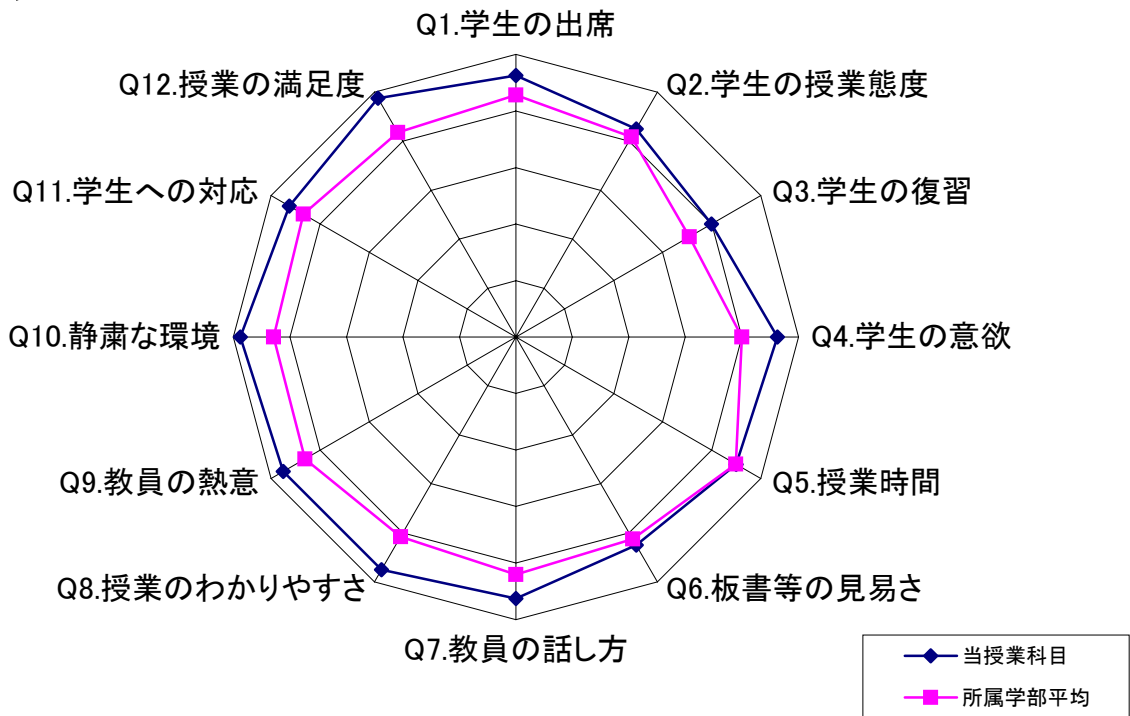 Q1.学生の出席
Q2.学生の授業態度
Q3.学生の復習
Q4.学生の意欲
Q5.授業時間
Q6.板書等の見易さ
Q7.教員の話し方
Q8.授業のわかりやすさ
Q9.教員の熱意
Q10.静粛な環境
Q11.学生への対応
Q12.授業の満足度
当授業科目
所属学部平均